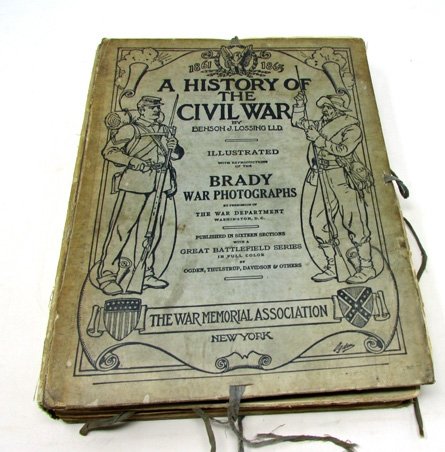 1861 1865
A HISTORY OF
THE
CIVIL WAR
BY
BENSON J. LOSSING LL.D.
ILLUSTRATED
WITH REPRODUCTIONS
OF THE
BRADY
WAR PHOTOGRAPHS
BY PERMISSION OF
THE WAR DEPARTMENT
WASHINGTON, D.C.
PUBLISHED IN SIXTEEN SECTIONS
WITH A
GREAT BATTLEFIELD SERIES
IN FULL COLOR
BY
OGDEN, THULSTRUP, DAVIDSON & OTHERS
THE WAR MEMORIAL ASSOCIATION
NEW YORK